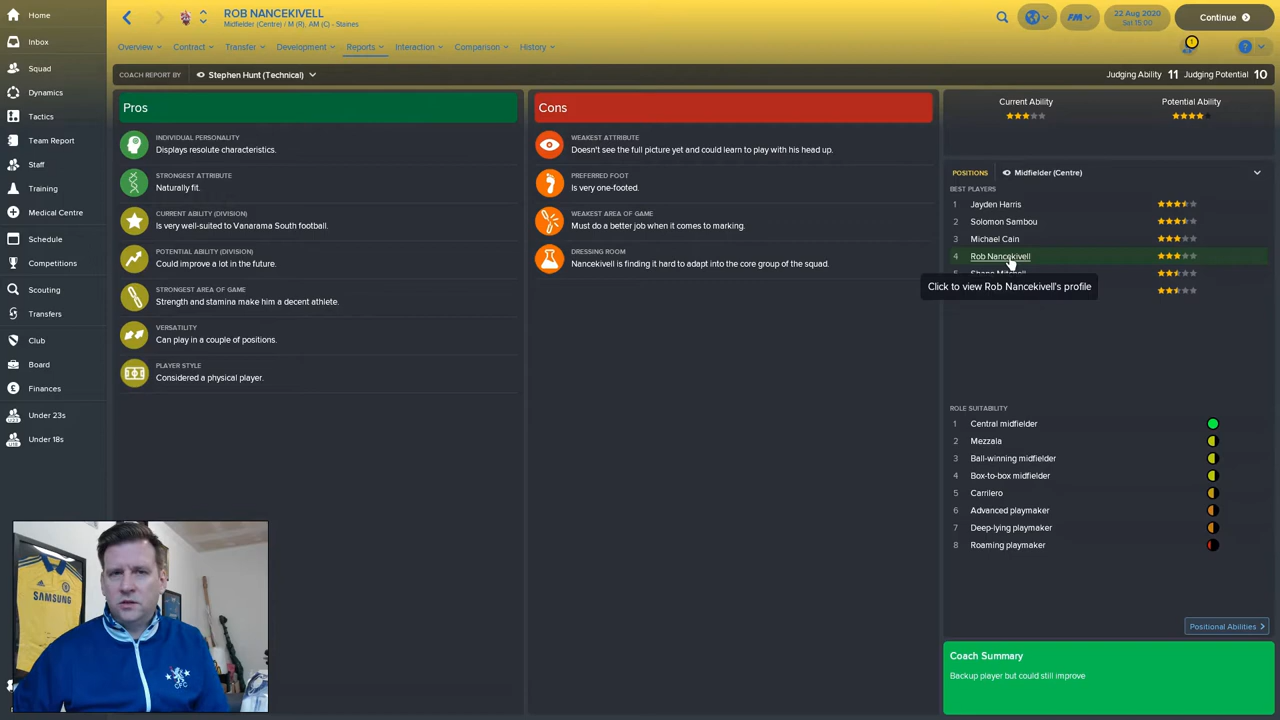 Home
Inbox
Squad
Dynamics
Tactics
Team Report
Staff
Training
Medical Centre
Schedule
Competitions
Scouting
Transfers
Club
Board
Finances
Under 23s
Under 18s
ROB NANCEKIVELL
Midfielder (Centre) / M (R), AM (C) - Staines
FM
22 Aug 2020
Sat 15:00
Continue
Overview
Contract
Transfer
Development
Reports
Interaction
Comparison
History
1
?
COACH REPORT BY
Stephen Hunt (Technical)
Judging Ability 11 Judging Potential 10
Pros
INDIVIDUAL PERSONALITY
Displays resolute characteristics.
STRONGEST ATTRIBUTE
Naturally fit.
CURRENT ABILITY (DIVISION)
Is very well-suited to Vanarama South football.
POTENTIAL ABILITY (DIVISION)
Could improve a lot in the future.
STRONGEST AREA OF GAME
Strength and stamina make him a decent athlete.
VERSATILITY
Can play in a couple of positions.
PLAYER STYLE
Considered a physical player.
Cons
WEAKEST ATTRIBUTE
Doesn't see the full picture yet and could learn to play with his head up.
PREFERRED FOOT
Is very one-footed.
WEAKEST AREA OF GAME
Must do a better job when it comes to marking.
DRESSING ROOM
Nancekivell is finding it hard to adapt into the core group of the squad.
Current Ability
Potential Ability
POSITIONS
Midfielder (Centre)
BEST PLAYERS
1 Jayden Harris
2 Solomon Sambou
3 Michael Cain
4 Rob Nancekivell
5 Shane Mitchell
Click to view Rob Nancekivell's profile
ROLE SUITABILITY
1 Central midfielder
2 Mezzala
3 Ball-winning midfielder
4 Box-to-box midfielder
5 Carrilero
6 Advanced playmaker
7 Deep-lying playmaker
8 Roaming playmaker
Positional Abilities
Coach Summary
Backup player but could still improve
SAMSUNG
CFC